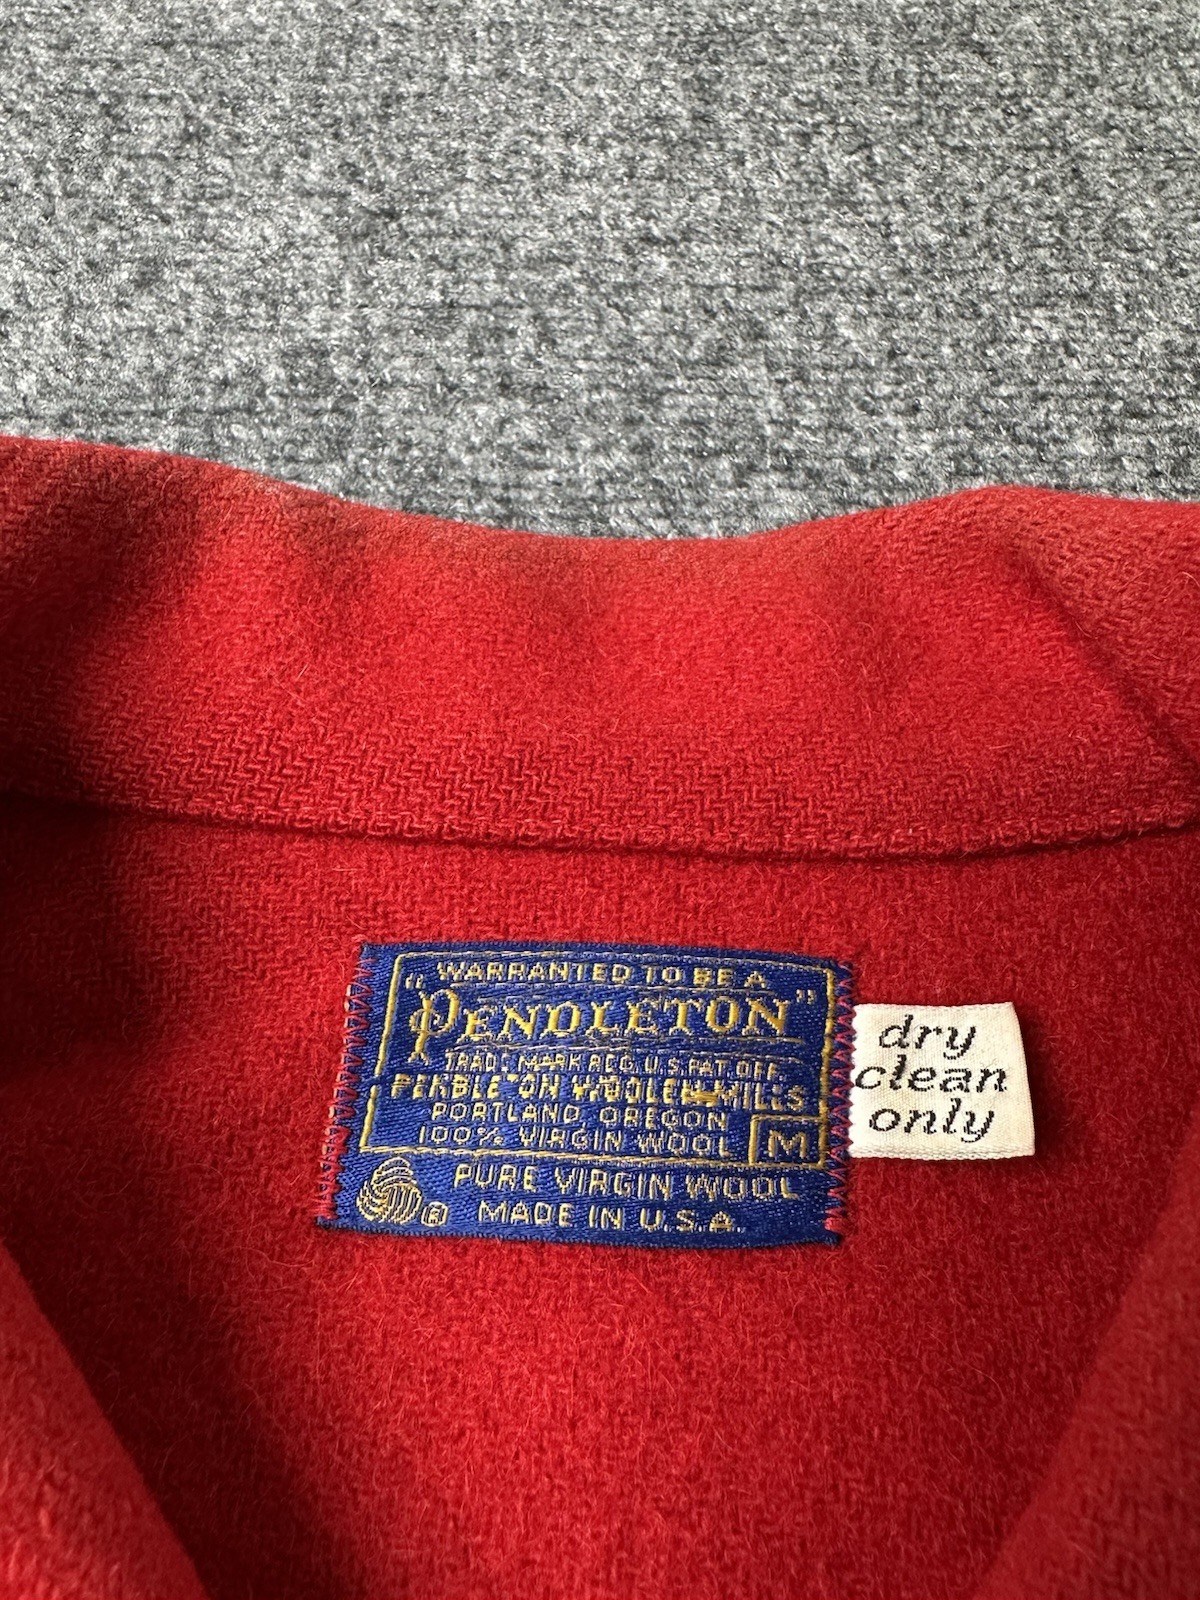 WARRANTED TO BE A
"PENDLETON"
TRADE MARK REG. U.S. PAT. OFF.
PENDLETON WOOLEN MILLS
PORTLAND, OREGON
100% VIRGIN WOOL M
PURE VIRGIN WOOL
® MADE IN U.S.A.
dry
clean
only